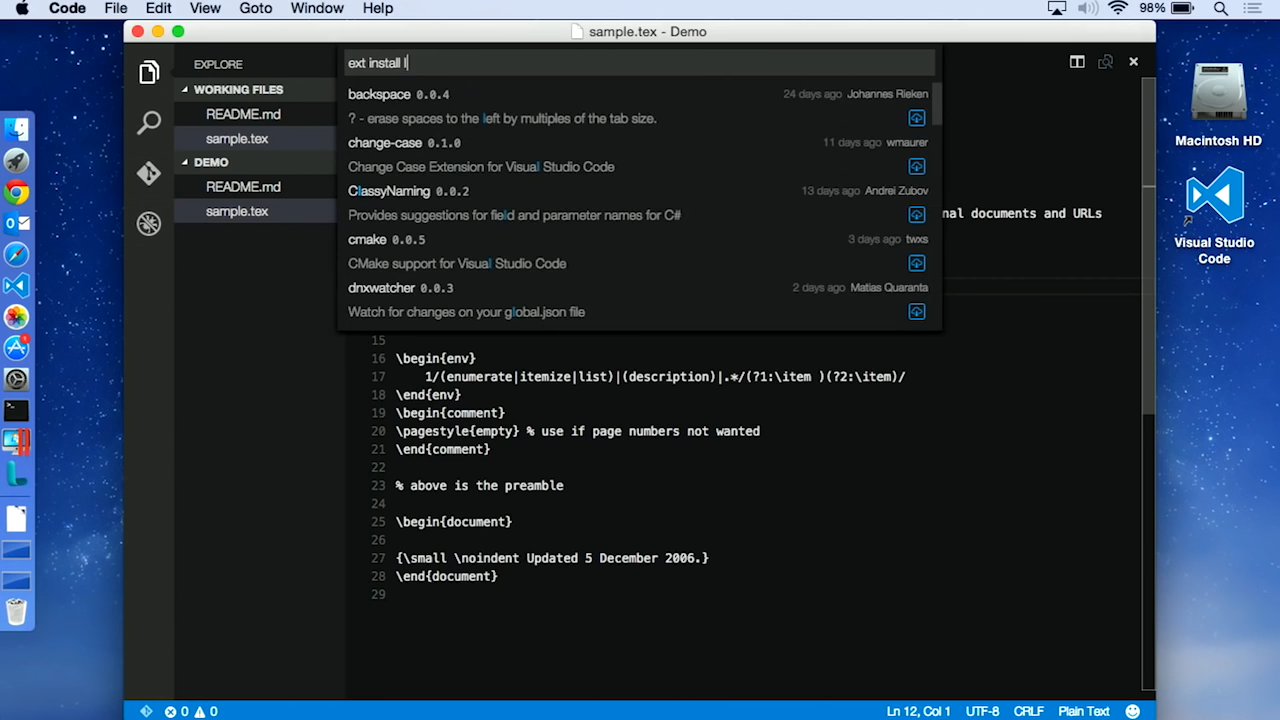 Code File Edit View Goto Window Help 98%
sample.tex - Demo
EXPLORE
WORKING FILES
README.md
sample.tex
DEMO
README.md
sample.tex
ext install l
backspace 0.0.4 24 days ago Johannes Rieken
? - erase spaces to the left by multiples of the tab size.
change-case 0.1.0 11 days ago wmaurer
Change Case Extension for Visual Studio Code
ClassyNaming 0.0.2 13 days ago Andrei Zubov
Provides suggestions for field and parameter names for C#
cmake 0.0.5 3 days ago twxs
CMake support for Visual Studio Code
dnxwatcher 0.0.3 2 days ago Matias Quaranta
Watch for changes on your global.json file
nal documents and URLs
15
16 \begin{env}
17 1/(enumerate|itemize|list)|(description)|.*/(?1:\item )(?2:\item)/
18 \end{env}
19 \begin{comment}
20 \pagestyle{empty} % use if page numbers not wanted
21 \end{comment}
22
23 % above is the preamble
24
25 \begin{document}
26
27 {\small \noindent Updated 5 December 2006.}
28 \end{document}
29
0 0
Ln 12, Col 1 UTF-8 CRLF Plain Text
Macintosh HD
Visual Studio
Code